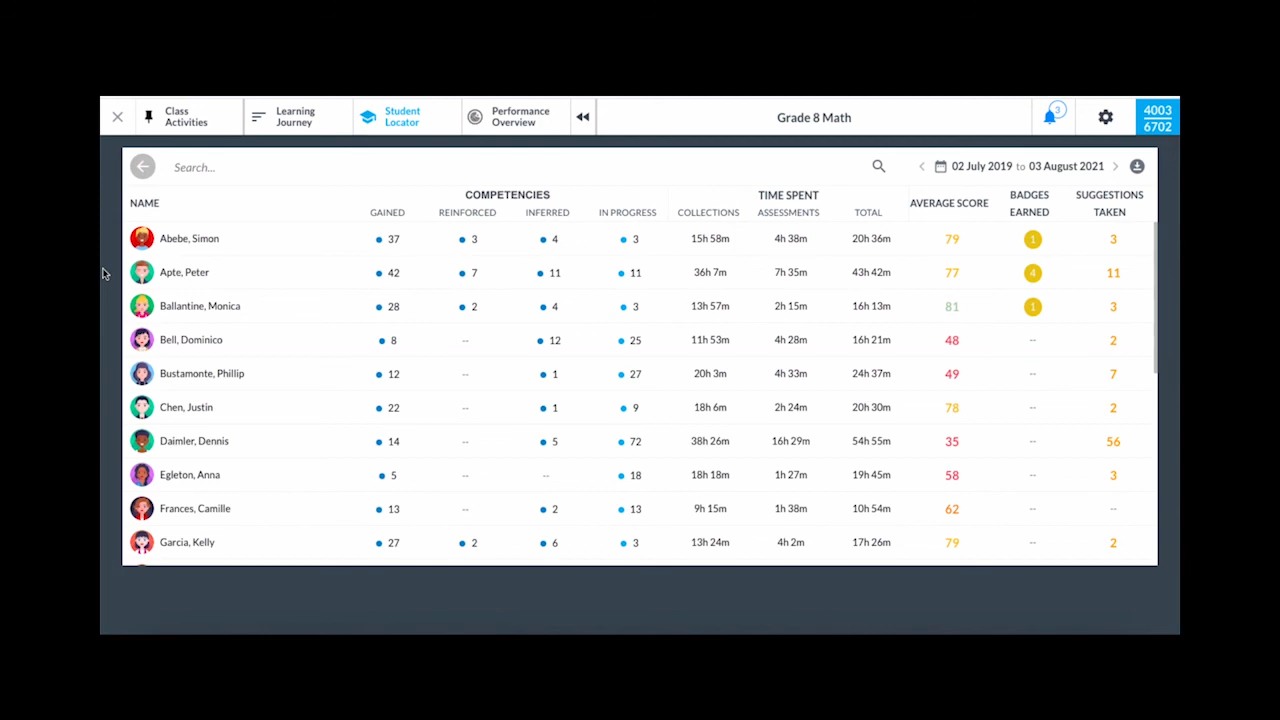 Class Activities
Learning Journey
Student Locator
Performance Overview
Grade 8 Math
3
4003
6702
Search...
02 July 2019 to 03 August 2021
NAME COMPETENCIES TIME SPENT AVERAGE SCORE BADGES EARNED SUGGESTIONS TAKEN
GAINED REINFORCED INFERRED IN PROGRESS COLLECTIONS ASSESSMENTS TOTAL
Abebe, Simon 37 3 4 3 15h 58m 4h 38m 20h 36m 79 1 3
Apte, Peter 42 7 11 11 36h 7m 7h 35m 43h 42m 77 4 11
Ballantine, Monica 28 2 4 3 13h 57m 2h 15m 16h 13m 81 1 3
Bell, Dominico 8 -- 12 25 11h 53m 4h 28m 16h 21m 48 -- 2
Bustamonte, Phillip 12 -- 1 27 20h 3m 4h 33m 24h 37m 49 -- 7
Chen, Justin 22 -- 1 9 18h 6m 2h 24m 20h 30m 78 -- 2
Daimler, Dennis 14 -- 5 72 38h 26m 16h 29m 54h 55m 35 -- 56
Egleton, Anna 5 -- -- 18 18h 18m 1h 27m 19h 45m 58 -- 3
Frances, Camille 13 -- 2 13 9h 15m 1h 38m 10h 54m 62 -- --
Garcia, Kelly 27 2 6 3 13h 24m 4h 2m 17h 26m 79 -- 2